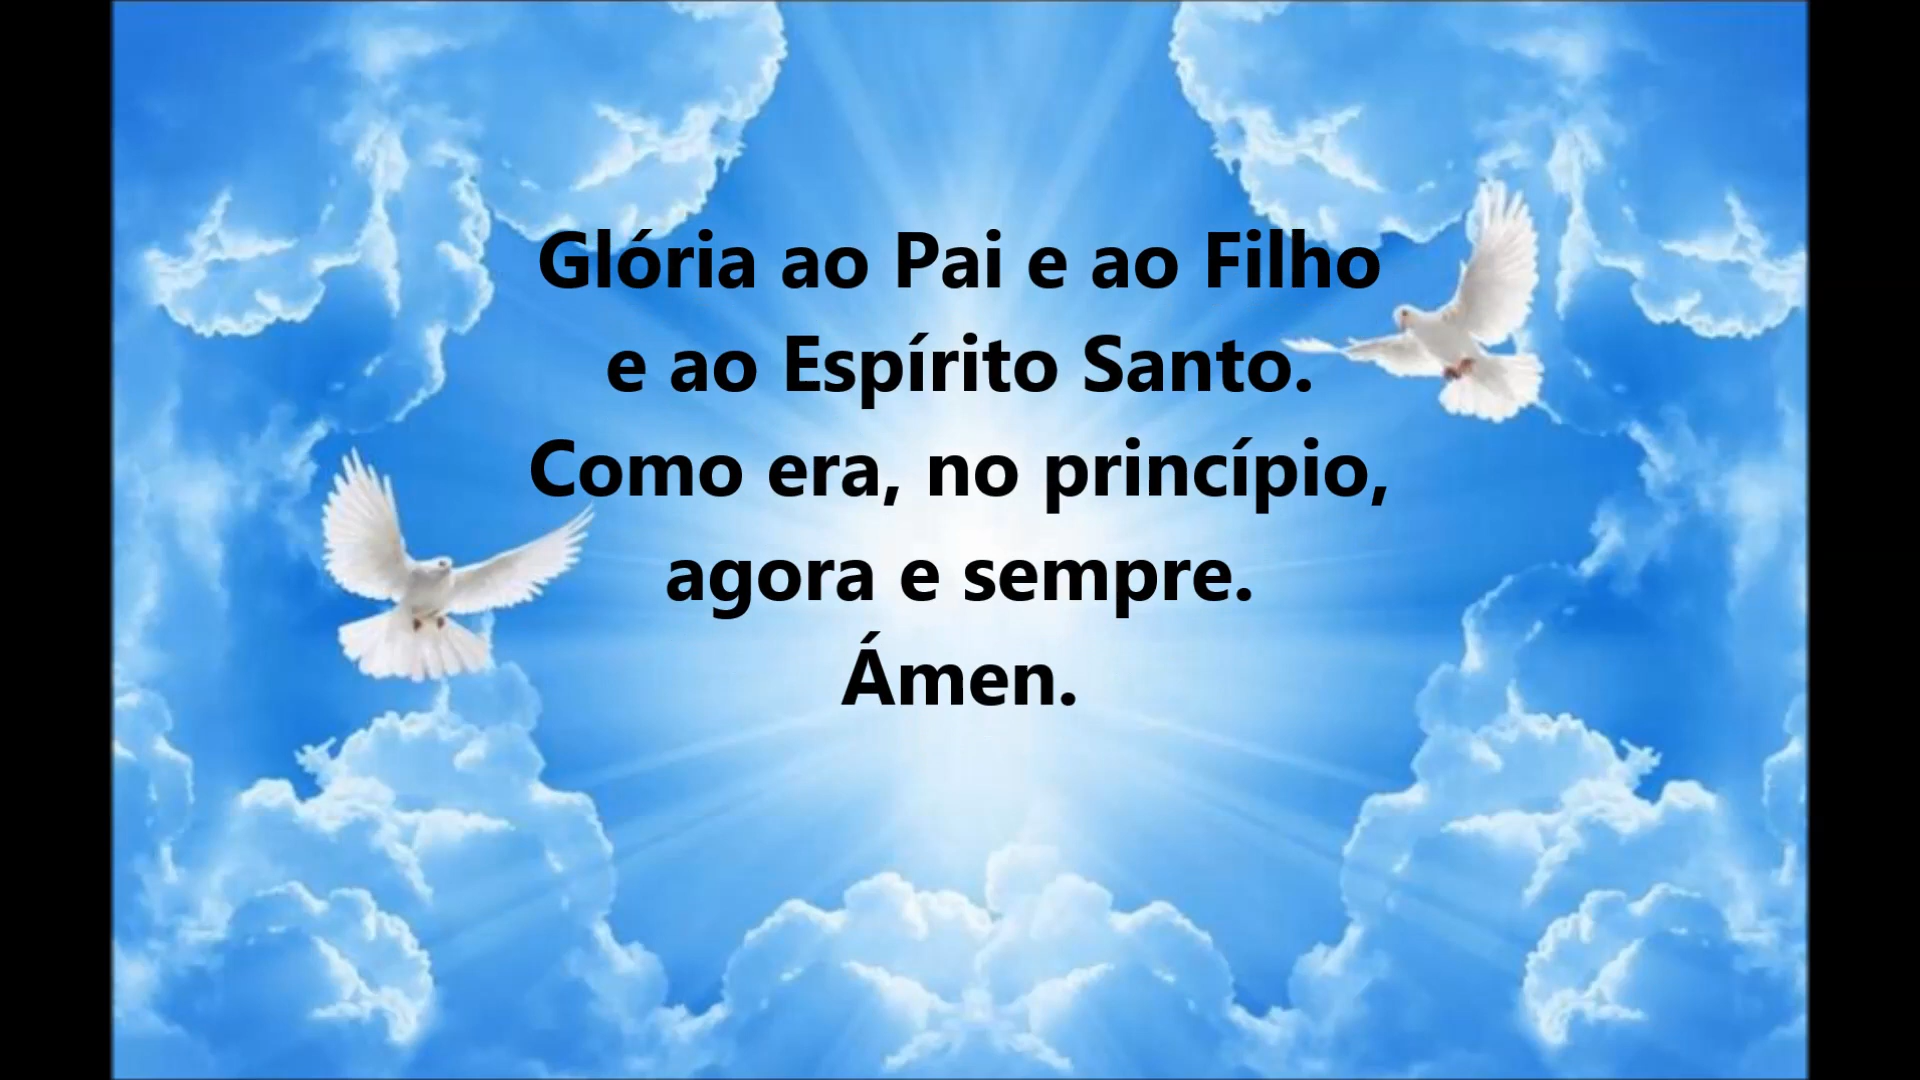 Glória ao Pai e ao Filho
e ao Espírito Santo.
Como era, no princípio,
agora e sempre.
Ámen.